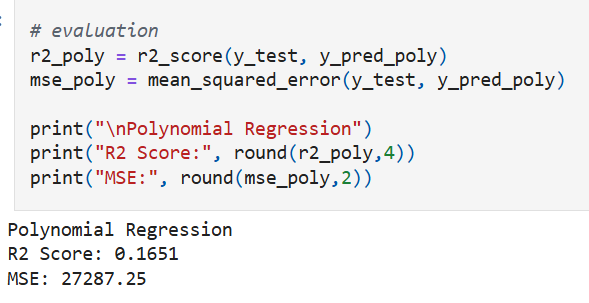 # evaluation
r2_poly = r2_score(y_test, y_pred_poly)
mse_poly = mean_squared_error(y_test, y_pred_poly)
print("\nPolynomial Regression")
print("R2 Score:", round(r2_poly,4))
print("MSE:", round(mse_poly,2))
Polynomial Regression
R2 Score: 0.1651
MSE: 27287.25